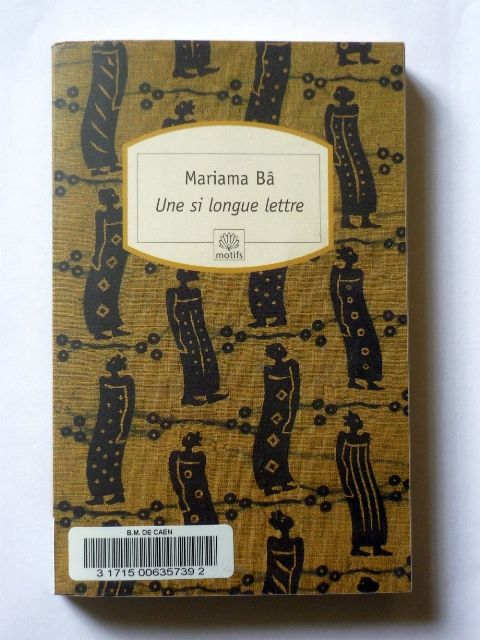 Mariama Bâ
Une si longue lettre
motifs
B.M. DE CAEN
3 1715 00635739 2